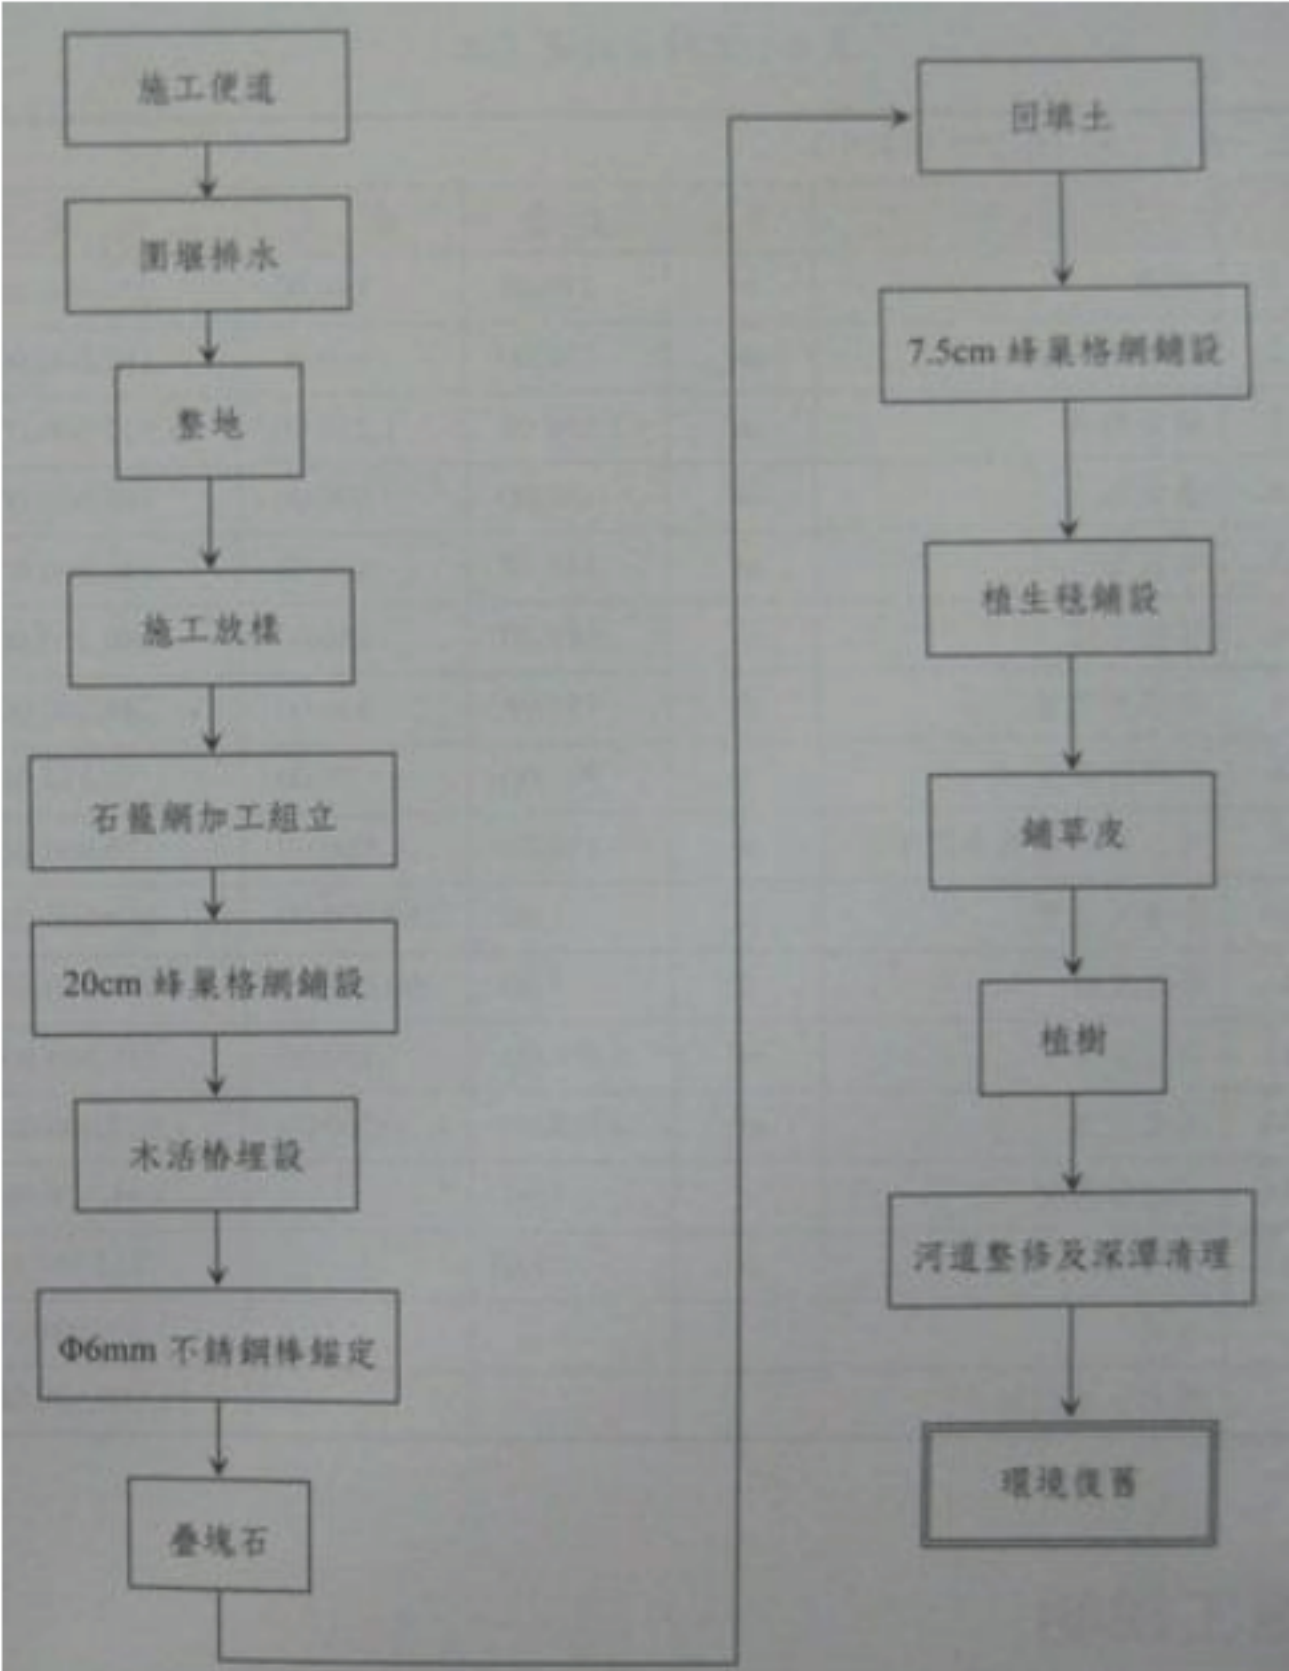 施工便道
圍堰排水
整地
施工放樣
石籠網加工組立
20cm 蜂巢格網鋪設
木活樁埋設
Φ6mm 不銹鋼棒錨定
疊塊石
回填土
7.5cm 蜂巢格網鋪設
植生毯鋪設
鋪草皮
植樹
河道整修及深潭清理
環境復舊